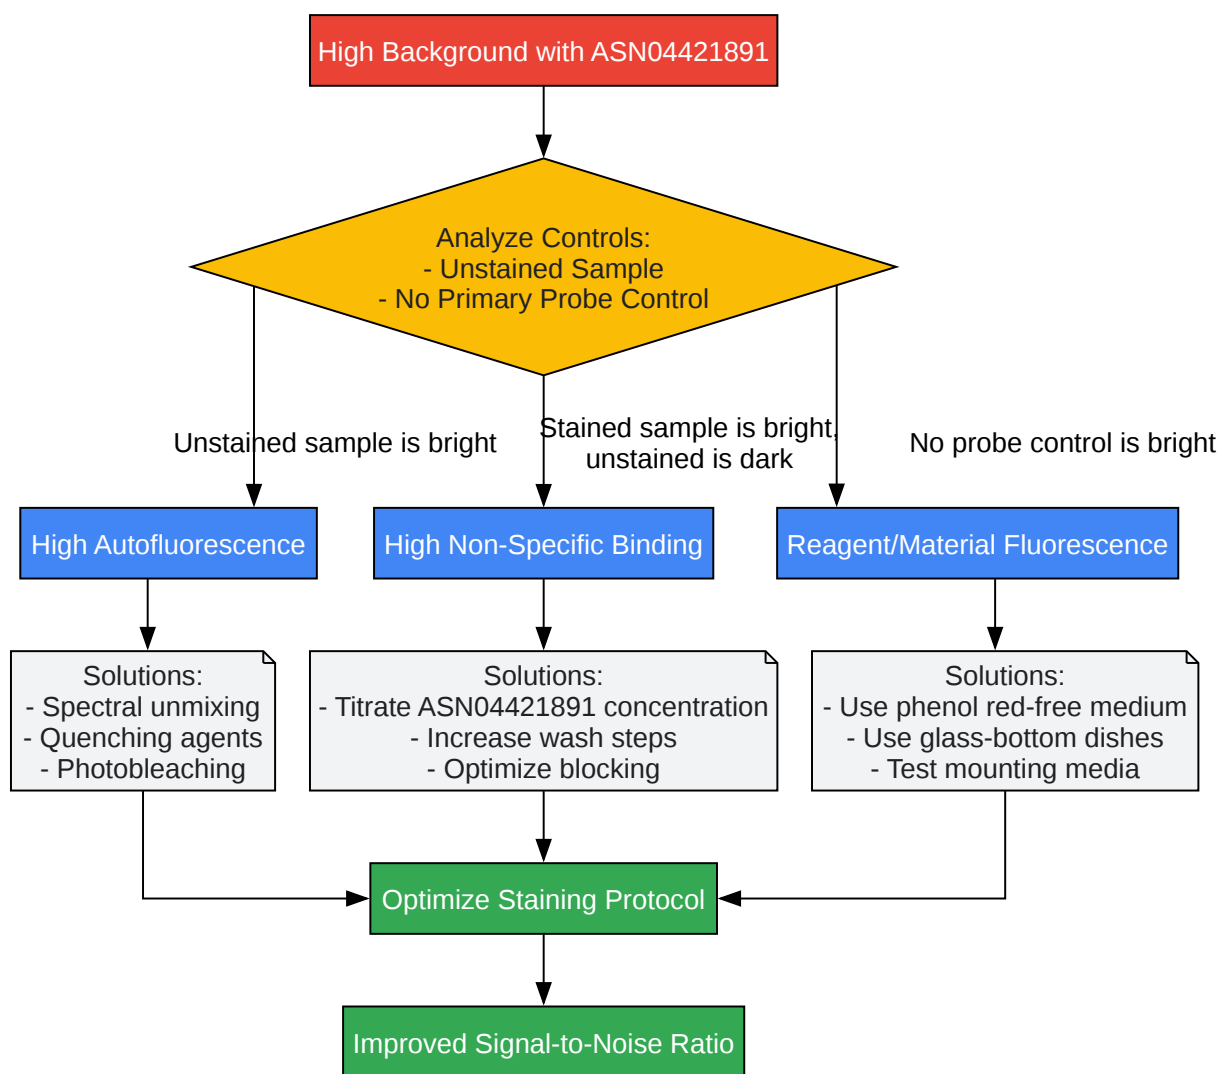 High Background with ASN04421891
Analyze Controls:
- Unstained Sample
- No Primary Probe Control
Unstained sample is bright
Stained sample is bright,
unstained is dark
No probe control is bright
High Autofluorescence
High Non-Specific Binding
Reagent/Material Fluorescence
Solutions:
- Spectral unmixing
- Quenching agents
- Photobleaching
Solutions:
- Titrate ASN04421891 concentration
- Increase wash steps
- Optimize blocking
Solutions:
- Use phenol red-free medium
- Use glass-bottom dishes
- Test mounting media
Optimize Staining Protocol
Improved Signal-to-Noise Ratio